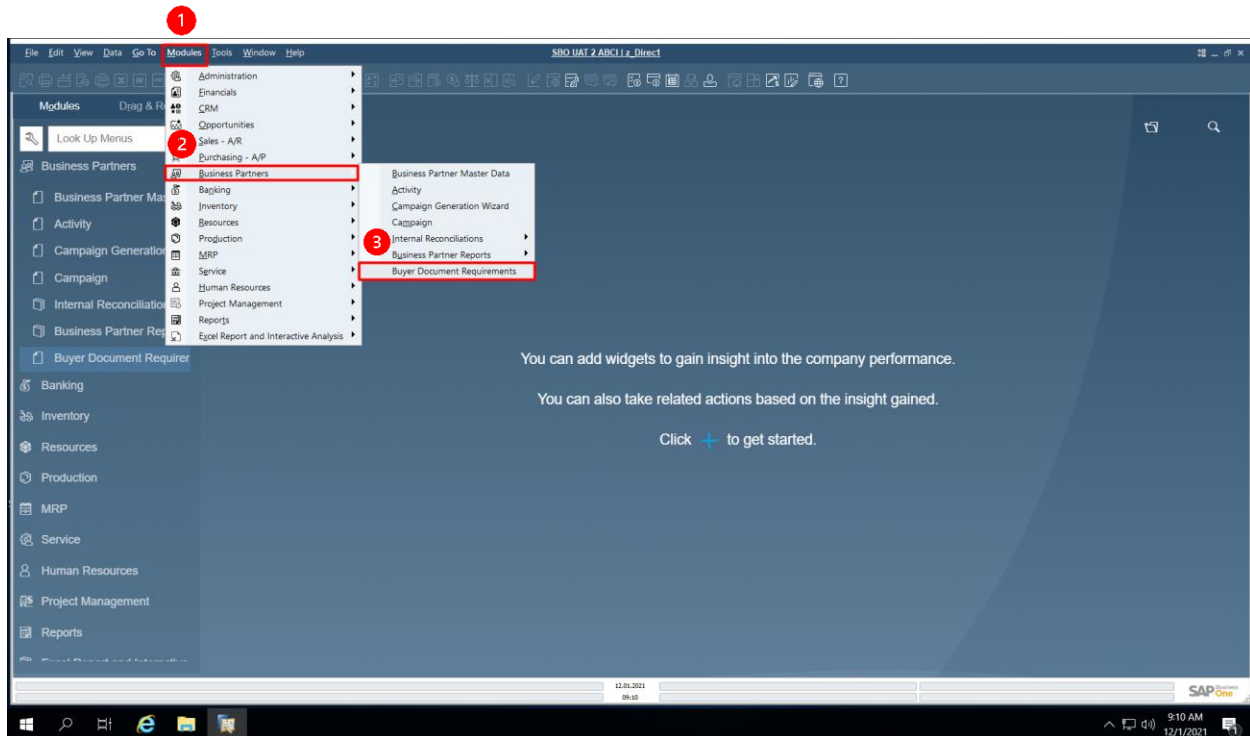 1
File Edit View Data Go To Modules Tools Window Help SBO UAT 2 ABCI | z_Direct1
Modules Drag & R
Look Up Menus
Business Partners
Business Partner Mas
Activity
Campaign Generation
Campaign
Internal Reconciliation
Business Partner Rep
Buyer Document Requirer
Banking
Inventory
Resources
Production
MRP
Service
Human Resources
Project Management
Reports
Administration
Financials
CRM
Opportunities
2
Sales - A/R
Purchasing - A/P
Business Partners
Banking
Inventory
Resources
Production
MRP
Service
Human Resources
Project Management
Reports
Excel Report and Interactive Analysis
Business Partner Master Data
Activity
Campaign Generation Wizard
Campaign
3
Internal Reconciliations
Business Partner Reports
Buyer Document Requirements
You can add widgets to gain insight into the company performance.
You can also take related actions based on the insight gained.
Click + to get started.
12.01.2021
09:10
SAP Business One
9:10 AM
12/1/2021